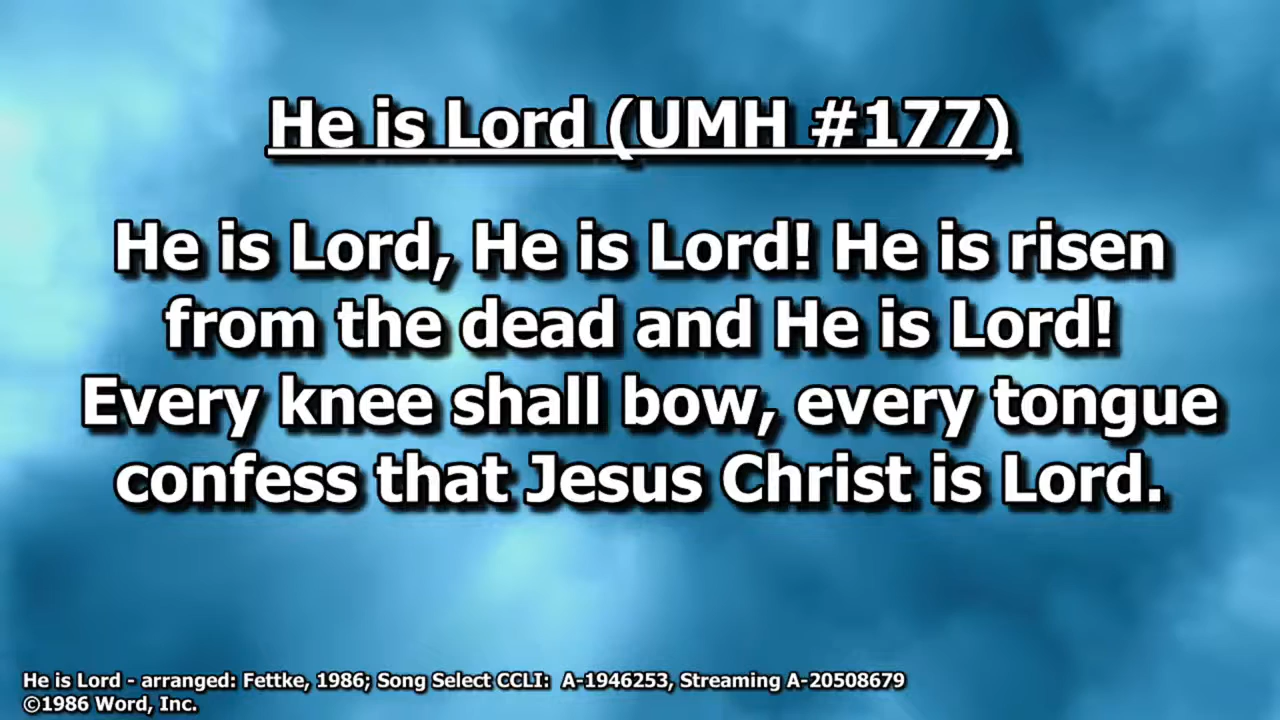 He is Lord (UMH #177)
He is Lord, He is Lord! He is risen
from the dead and He is Lord!
Every knee shall bow, every tongue
confess that Jesus Christ is Lord.
He is Lord - arranged: Fettke, 1986; Song Select CCLI:  A-1946253, Streaming A-20508679
©1986 Word, Inc.